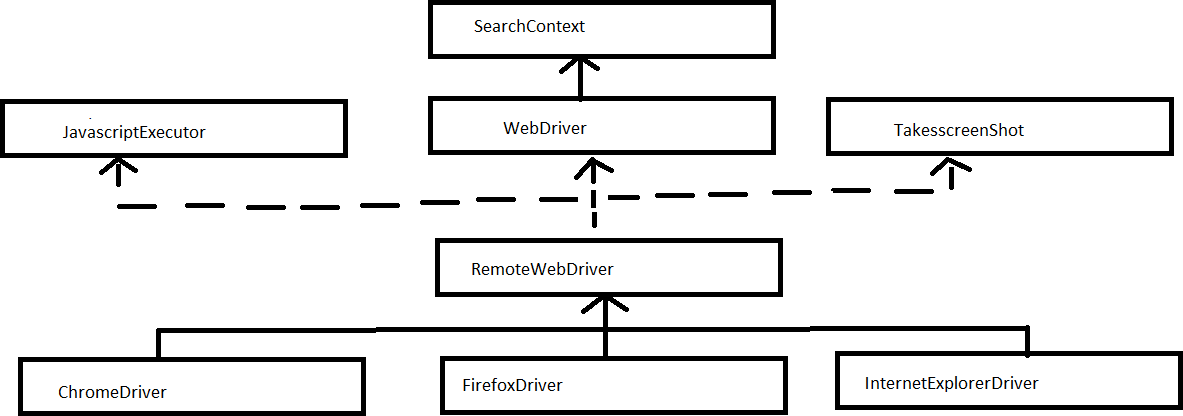 SearchContext
JavascriptExecutor
WebDriver
TakesscreenShot
RemoteWebDriver
ChromeDriver
FirefoxDriver
InternetExplorerDriver